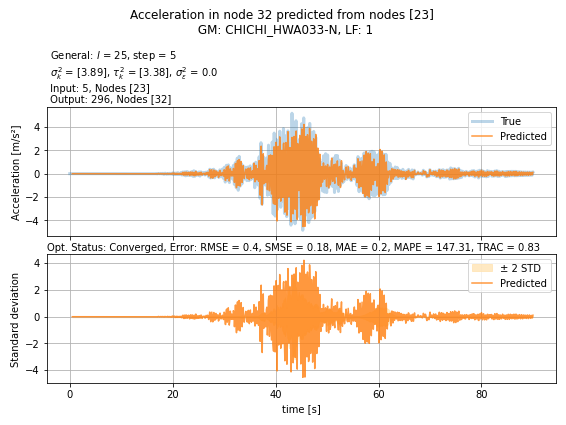 Acceleration in node 32 predicted from nodes [23]
GM: CHICHI_HWA033-N, LF: 1
General: l = 25, step = 5
σ²ₖ = [3.89], τ²ₖ = [3.38], σ²ε = 0.0
Input: 5, Nodes [23]
Output: 296, Nodes [32]
Acceleration [m/s²]
4
2
0
−2
−4
True
Predicted
Opt. Status: Converged, Error: RMSE = 0.4, SMSE = 0.18, MAE = 0.2, MAPE = 147.31, TRAC = 0.83
Standard deviation
4
2
0
−2
−4
± 2 STD
Predicted
0 20 40 60 80
time [s]